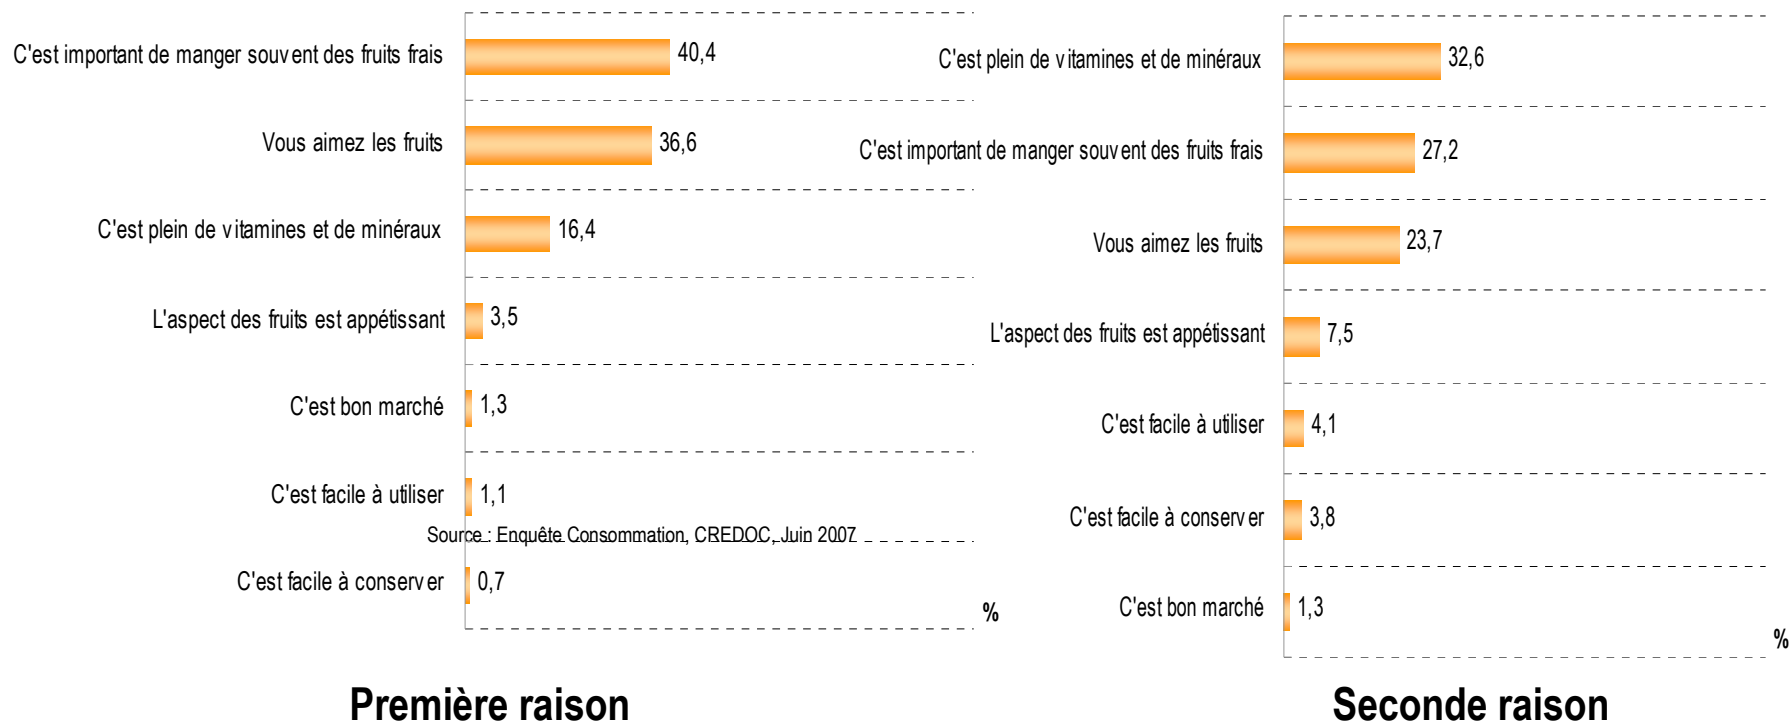 C'est important de manger souvent des fruits frais 40,4
Vous aimez les fruits 36,6
C'est plein de vitamines et de minéraux 16,4
L'aspect des fruits est appétissant 3,5
C'est bon marché 1,3
C'est facile à utiliser 1,1
Source : Enquête Consommation, CREDOC, Juin 2007
C'est facile à conserver 0,7
%
Première raison
C'est plein de vitamines et de minéraux 32,6
C'est important de manger souvent des fruits frais 27,2
Vous aimez les fruits 23,7
L'aspect des fruits est appétissant 7,5
C'est facile à utiliser 4,1
C'est facile à conserver 3,8
C'est bon marché 1,3
%
Seconde raison